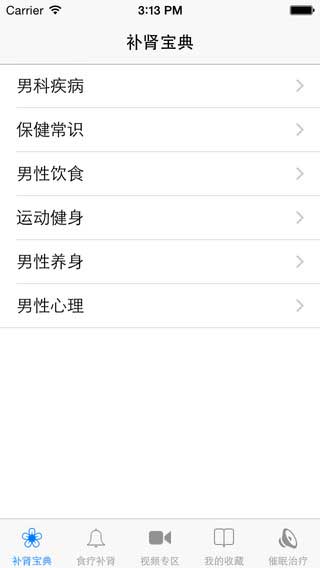 Carrier 3:13 PM
补肾宝典
男科疾病
保健常识
男性饮食
运动健身
男性养身
男性心理
补肾宝典 食疗补肾 视频专区 我的收藏 催眠治疗